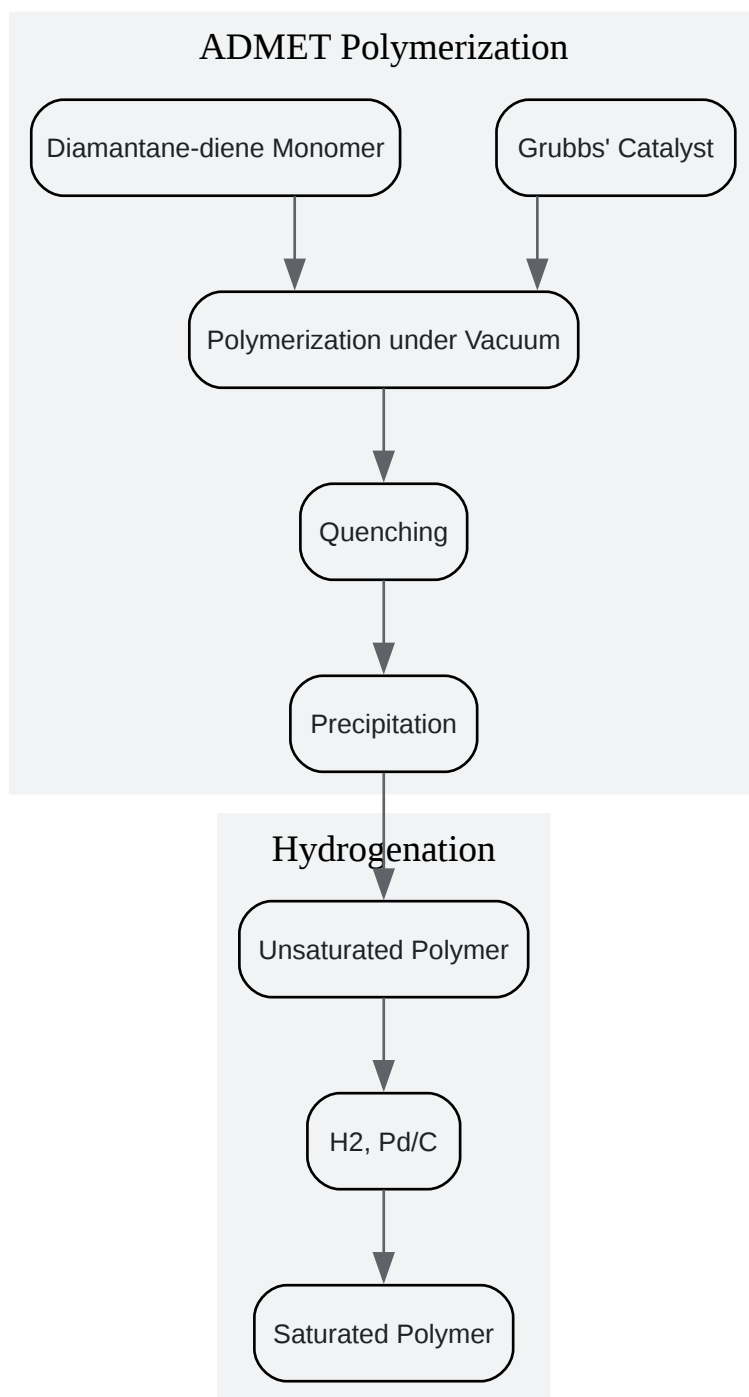 ADMET Polymerization
Diamantane-diene Monomer
Grubbs' Catalyst
Polymerization under Vacuum
Quenching
Precipitation
Hydrogenation
Unsaturated Polymer
H2, Pd/C
Saturated Polymer